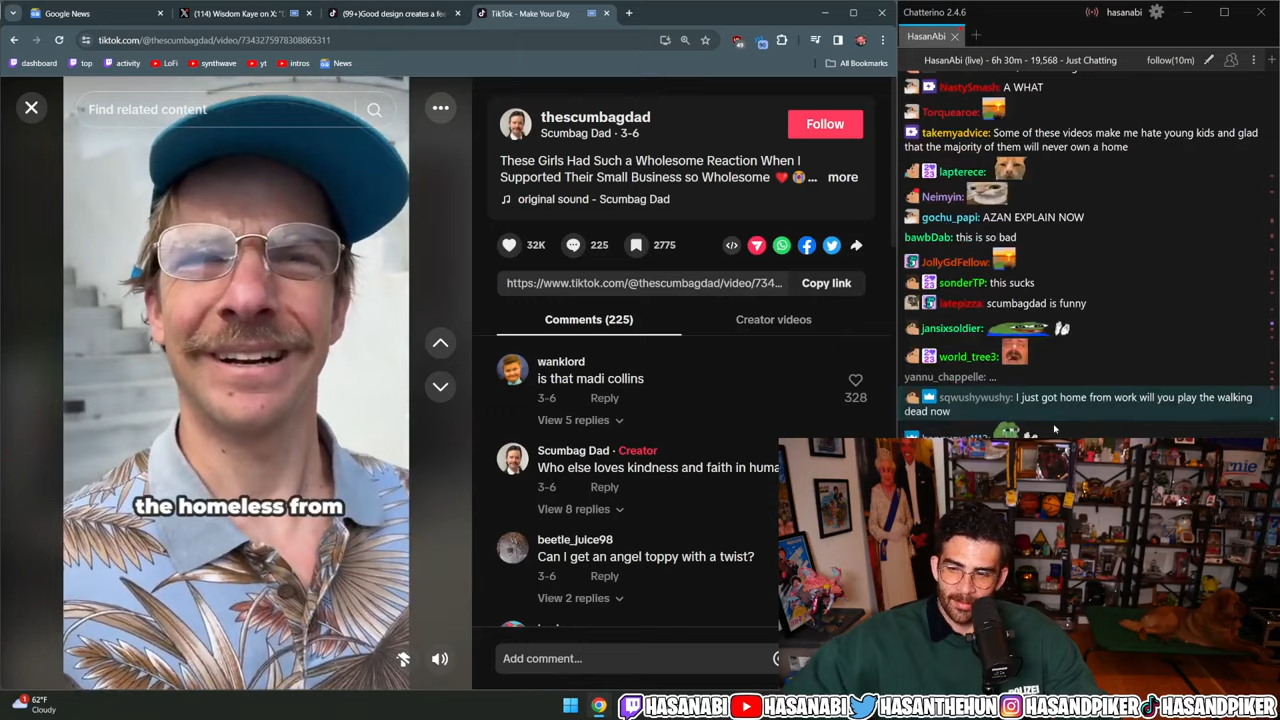 Google News
(114) Wisdom Kaye on X: "I
(99+)Good design creates a fee
TikTok - Make Your Day
tiktok.com/@thescumbagdad/video/7343275978308865311
dashboard
top
activity
LoFi
synthwave
yt
intros
News
All Bookmarks
Find related content
the homeless from
thescumbagdad
Scumbag Dad · 3-6
Follow
These Girls Had Such a Wholesome Reaction When I
Supported Their Small Business so Wholesome ... more
original sound - Scumbag Dad
32K
225
2775
https://www.tiktok.com/@thescumbagdad/video/734...
Copy link
Comments (225)
Creator videos
wanklord
is that madi collins
3-6 Reply
328
View 5 replies
Scumbag Dad · Creator
Who else loves kindness and faith in huma
3-6 Reply
View 8 replies
beetle_juice98
Can I get an angel toppy with a twist?
3-6 Reply
View 2 replies
Add comment...
Chatterino 2.4.6
hasanabi
HasanAbi
HasanAbi (live) - 6h 30m - 19,568 - Just Chatting
follow(10m)
NastySmash: A WHAT
Torquearoe:
takemyadvice: Some of these videos make me hate young kids and glad
that the majority of them will never own a home
lapterece:
Neimyin:
gochu_papi: AZAN EXPLAIN NOW
bawbDab: this is so bad
JollyGdFellow:
sonderTP: this sucks
latepizza: scumbagdad is funny
jansixsoldier:
world_tree3:
yannu_chappelle: ...
sqwushywushy: I just got home from work will you play the walking
dead now
POLIZEI
62°F
Cloudy
HASANABI
HASANABI
HASANTHEHUN
HASANDPIKER
HASANDPIKER